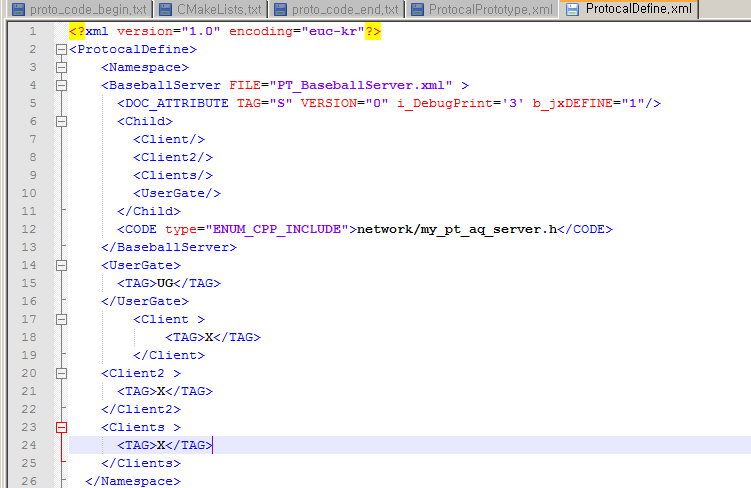 proto_code_begin.txt CMakeLists.txt proto_code_end.txt ProtocalPrototype.xml ProtocalDefine.xml
1 <?xml version="1.0" encoding="euc-kr"?>
2 <ProtocalDefine>
3 <Namespace>
4 <BaseballServer FILE="PT_BaseballServer.xml" >
5 <DOC_ATTRIBUTE TAG="S" VERSION="0" i_DebugPrint='3' b_jxDEFINE="1"/>
6 <Child>
7 <Client/>
8 <Client2/>
9 <Clients/>
10 <UserGate/>
11 </Child>
12 <CODE type="ENUM_CPP_INCLUDE">network/my_pt_aq_server.h</CODE>
13 </BaseballServer>
14 <UserGate>
15 <TAG>UG</TAG>
16 </UserGate>
17 <Client >
18 <TAG>X</TAG>
19 </Client>
20 <Client2 >
21 <TAG>X</TAG>
22 </Client2>
23 <Clients >
24 <TAG>X</TAG>
25 </Clients>
26 </Namespace>